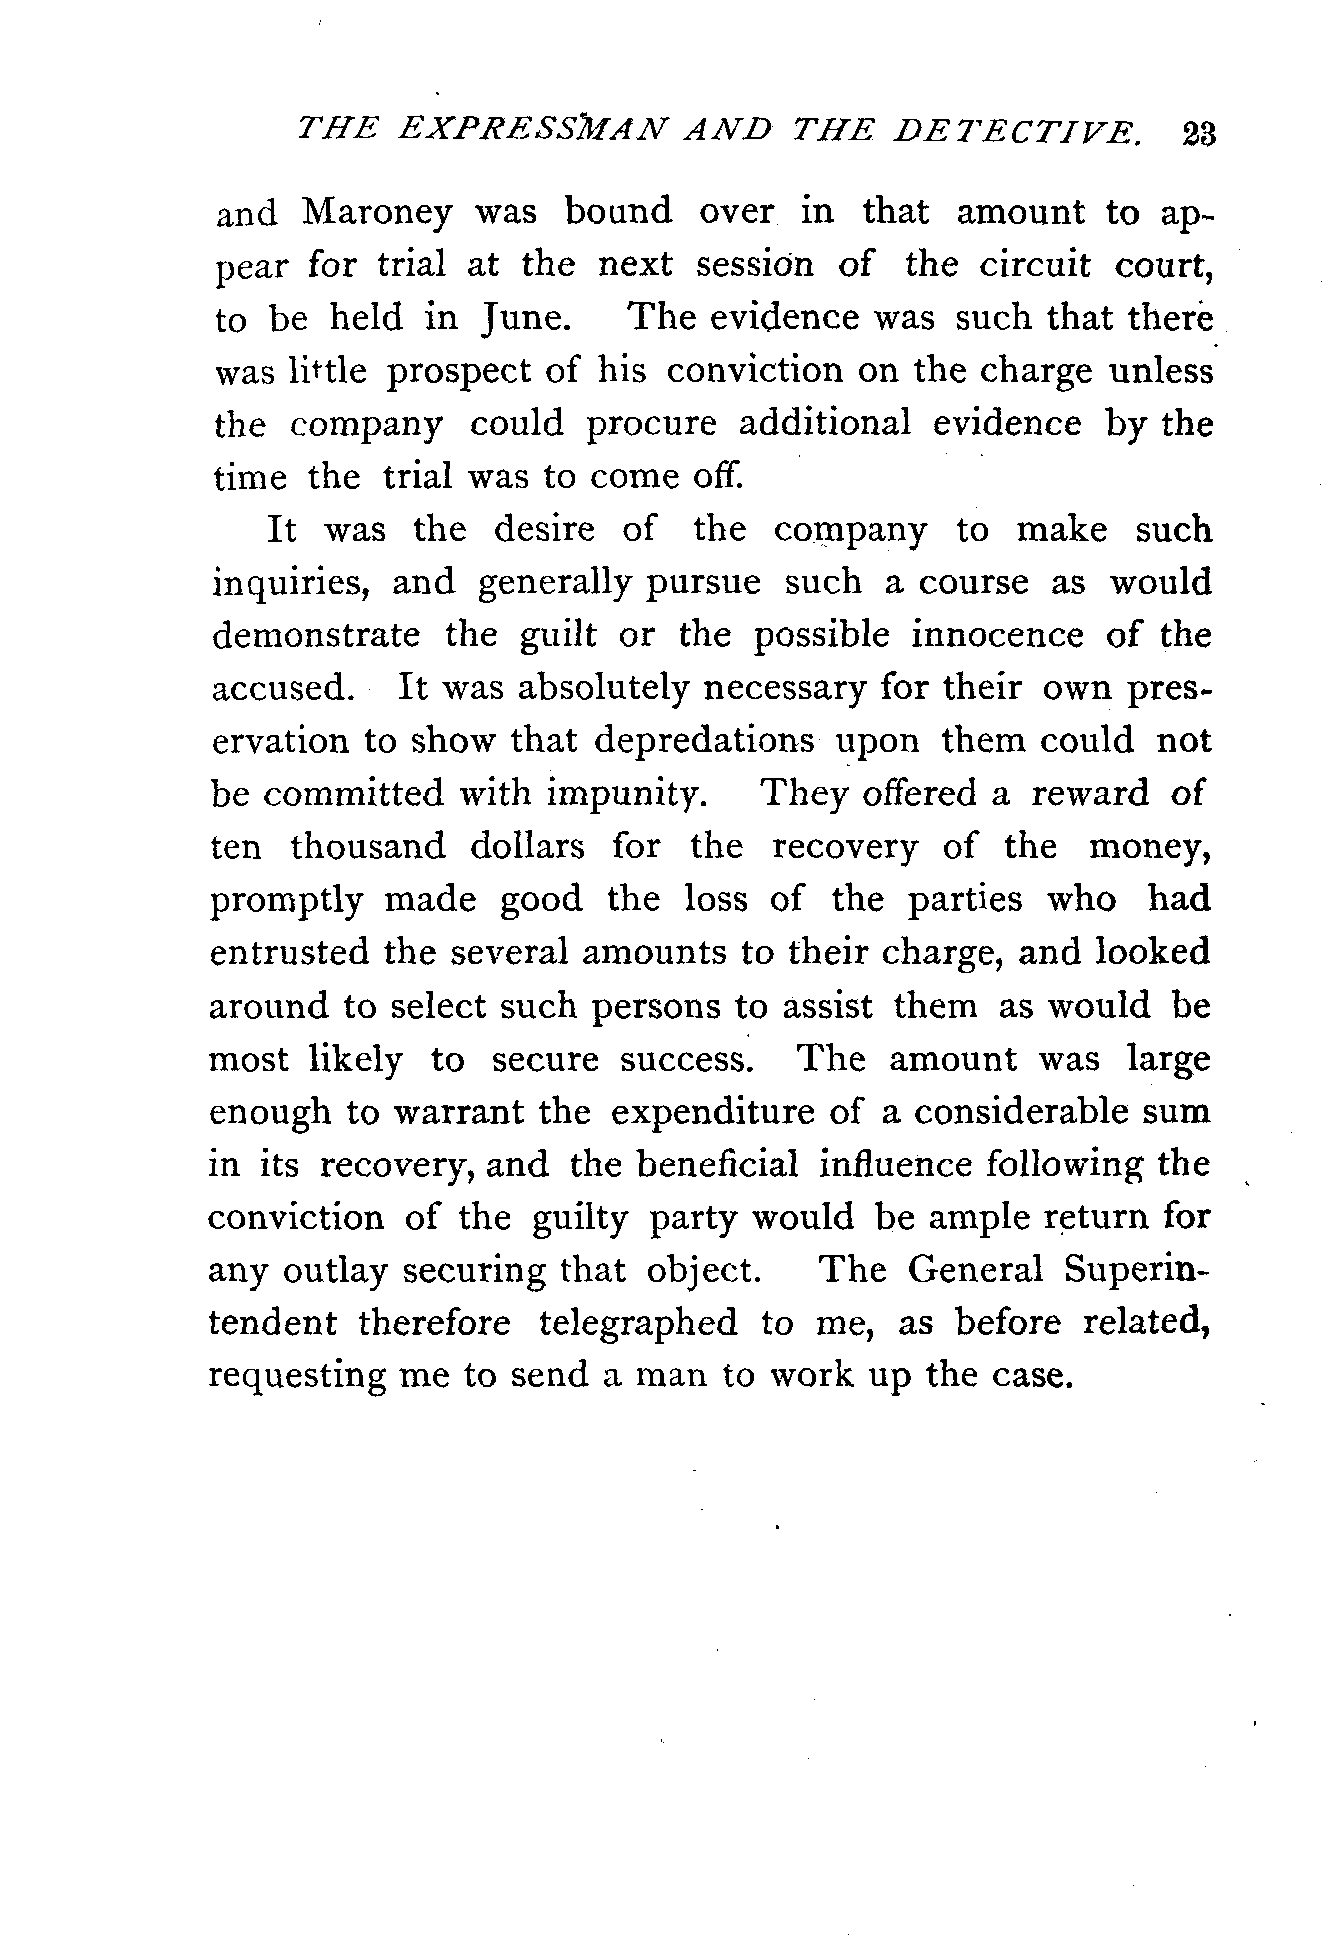 THE EXPRESSMAN AND THE DETECTIVE. 23
and Maroney was bound over in that amount to ap-
pear for trial at the next session of the circuit court,
to be held in June. The evidence was such that there
was little prospect of his conviction on the charge unless
the company could procure additional evidence by the
time the trial was to come off.
It was the desire of the company to make such
inquiries, and generally pursue such a course as would
demonstrate the guilt or the possible innocence of the
accused. It was absolutely necessary for their own pres-
ervation to show that depredations upon them could not
be committed with impunity. They offered a reward of
ten thousand dollars for the recovery of the money,
promptly made good the loss of the parties who had
entrusted the several amounts to their charge, and looked
around to select such persons to assist them as would be
most likely to secure success. The amount was large
enough to warrant the expenditure of a considerable sum
in its recovery, and the beneficial influence following the
conviction of the guilty party would be ample return for
any outlay securing that object. The General Superin-
tendent therefore telegraphed to me, as before related,
requesting me to send a man to work up the case.